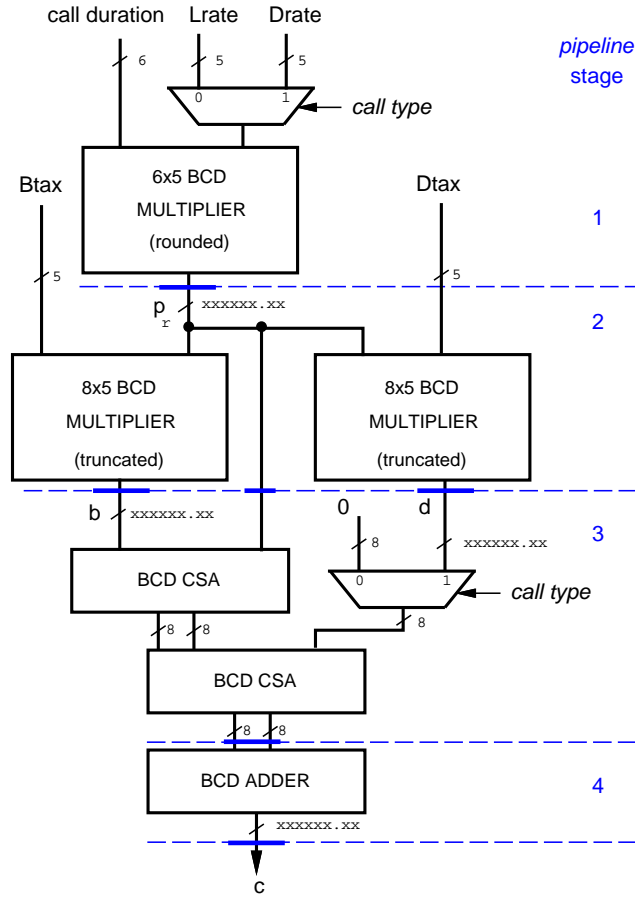 call duration Lrate Drate
pipeline
stage
6 5 5
0 1
call type
6x5 BCD
MULTIPLIER
(rounded)
Btax
Dtax
1
5 5
p r xxxxxx.xx
2
8x5 BCD
MULTIPLIER
(truncated)
8x5 BCD
MULTIPLIER
(truncated)
b xxxxxx.xx
0 d
3
8 xxxxxx.xx
BCD CSA
0 1
call type
8 8 8
BCD CSA
8 8
BCD ADDER
4
xxxxxx.xx
c